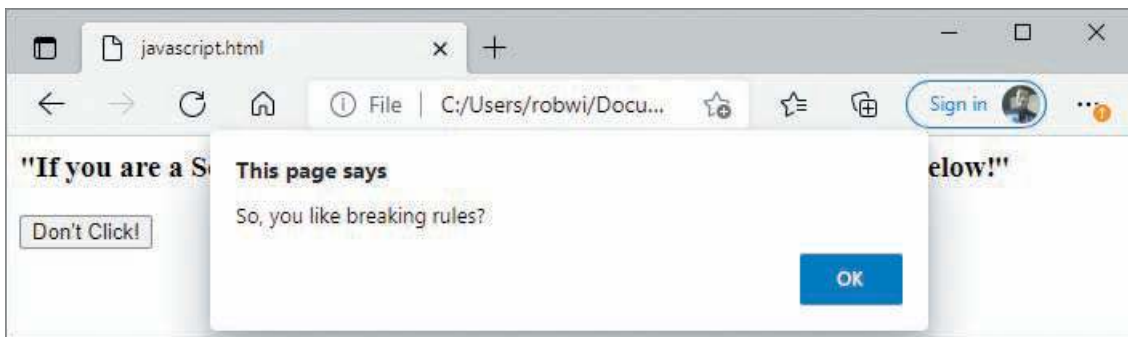 javascript.html
File | C:/Users/robwi/Docu...
Sign in
"If you are a S
elow!"
This page says
So, you like breaking rules?
Don't Click!
OK